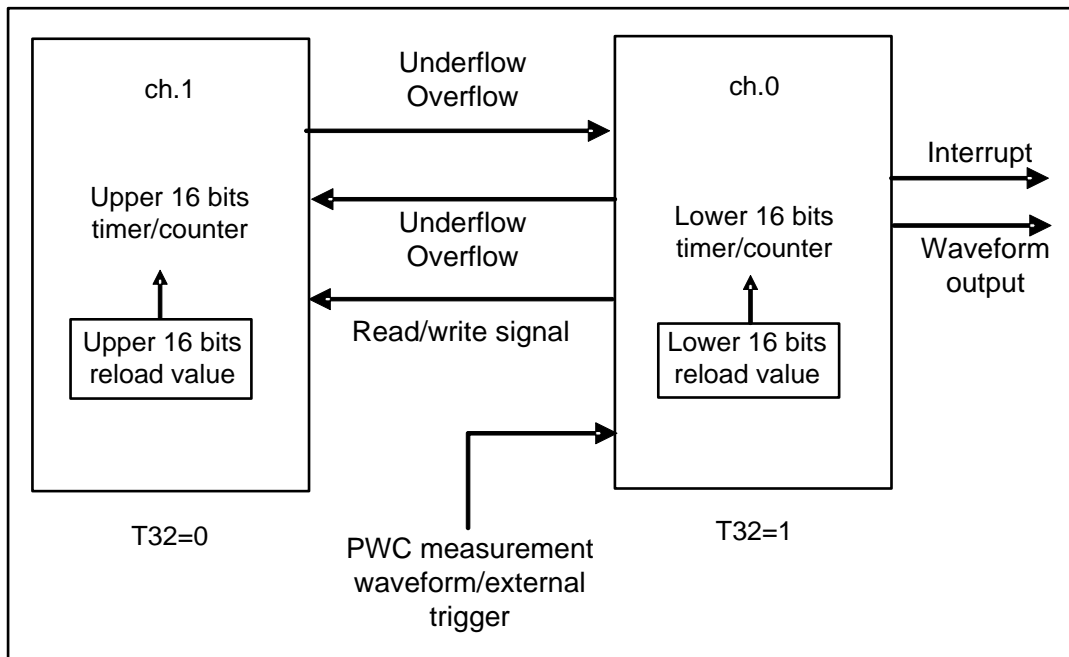 ch.1
Upper 16 bits
timer/counter
Upper 16 bits
reload value
T32=0
Underflow
Overflow
Underflow
Overflow
Read/write signal
PWC measurement
waveform/external
trigger
ch.0
Lower 16 bits
timer/counter
Lower 16 bits
reload value
T32=1
Interrupt
Waveform
output